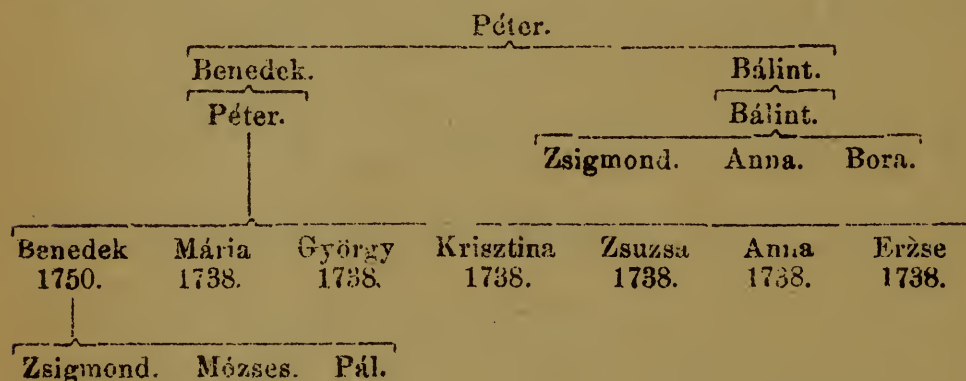 Péter.
Benedek. Bálint.
Péter. Bálint.
Zsigmond. Anna. Bora.
Benedek Mária György Krisztina Zsuzsa Anna Erzse
1750. 1738. 1738. 1738. 1738. 1738. 1738.
Zsigmond. Mózses. Pál.